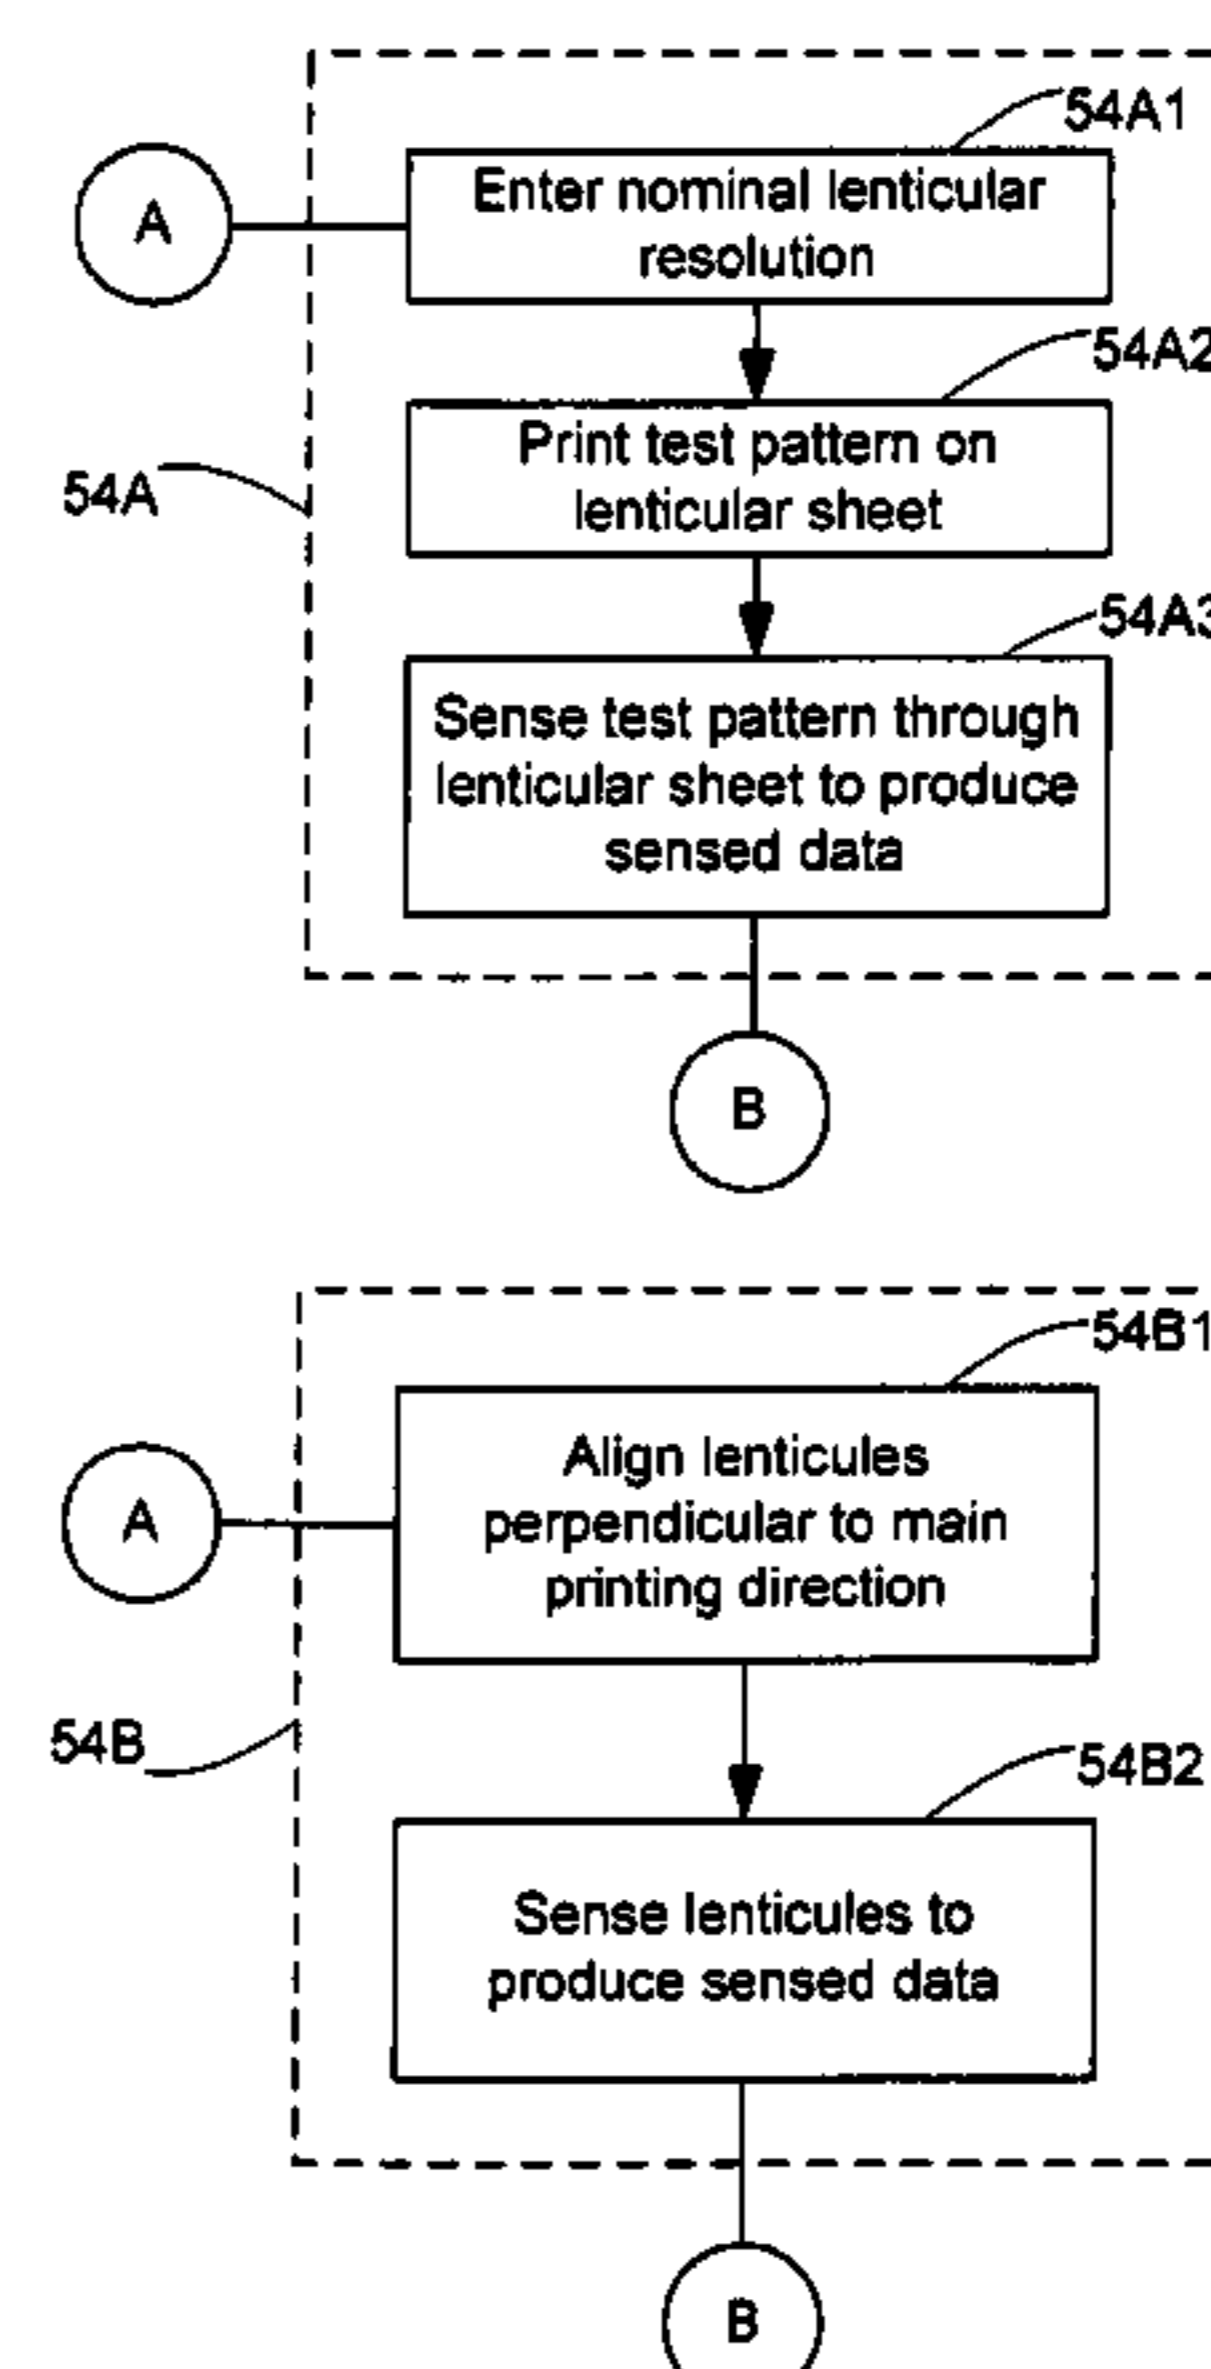 54A1
A
Enter nominal lenticular
resolution
54A2
Print test pattern on
lenticular sheet
54A
54A3
Sense test pattern through
lenticular sheet to produce
sensed data
B
54B1
A
Align lenticules
perpendicular to main
printing direction
54B
54B2
Sense lenticules to
produce sensed data
B